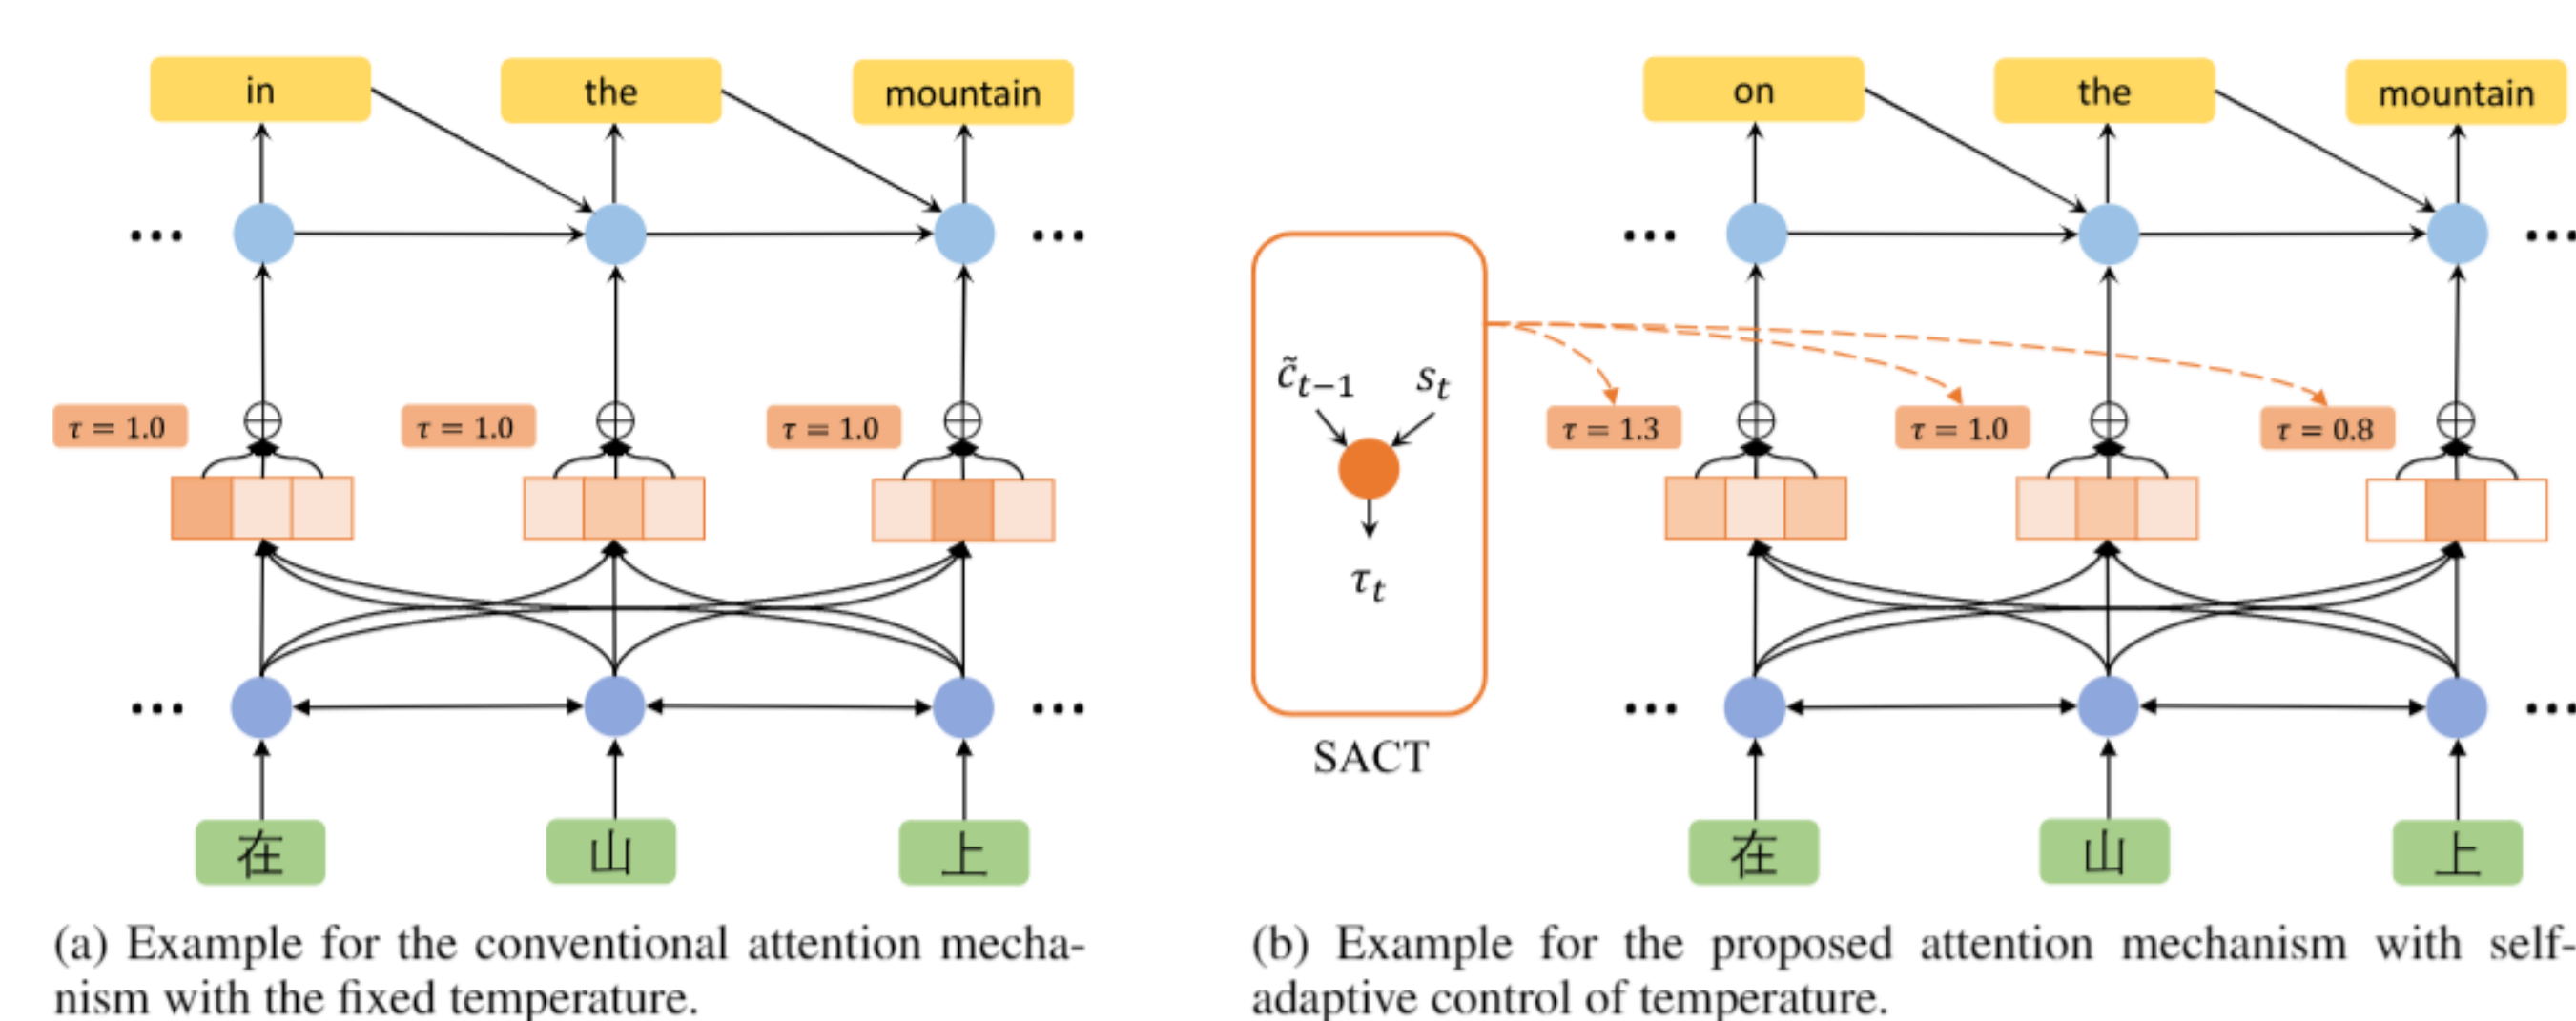 in the mountain
... ...
τ = 1.0 τ = 1.0 τ = 1.0
... ...
在 山 上
(a) Example for the conventional attention mecha-
nism with the fixed temperature.
on the mountain
... ...
c̃ₜ₋₁ sₜ
τₜ
SACT
τ = 1.3 τ = 1.0 τ = 0.8
... ...
在 山 上
(b) Example for the proposed attention mechanism with self-
adaptive control of temperature.